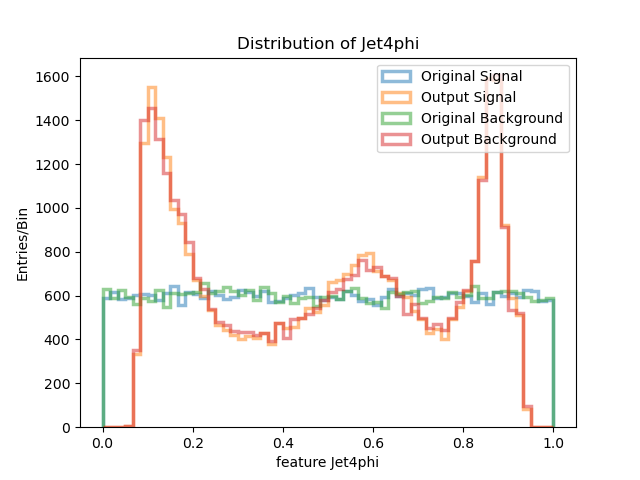 Distribution of Jet4phi
Original Signal
Output Signal
Original Background
Output Background
Entries/Bin
1600
1400
1200
1000
800
600
400
200
0
0.0 0.2 0.4 0.6 0.8 1.0
feature Jet4phi